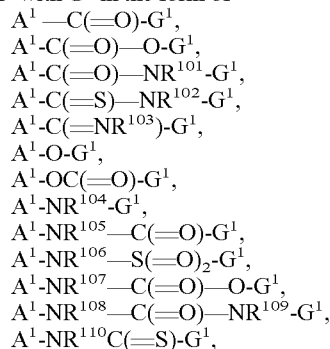 A¹—C(═O)-G¹,
A¹-C(═O)—O-G¹,
A¹-C(═O)—NR¹⁰¹-G¹,
A¹-C(═S)—NR¹⁰²-G¹,
A¹-C(═NR¹⁰³)-G¹,
A¹-O-G¹,
A¹-OC(═O)-G¹,
A¹-NR¹⁰⁴-G¹,
A¹-NR¹⁰⁵—C(═O)-G¹,
A¹-NR¹⁰⁶—S(═O)₂-G¹,
A¹-NR¹⁰⁷—C(═O)—O-G¹,
A¹-NR¹⁰⁸—C(═O)—NR¹⁰⁹-G¹,
A¹-NR¹¹⁰C(═S)-G¹,